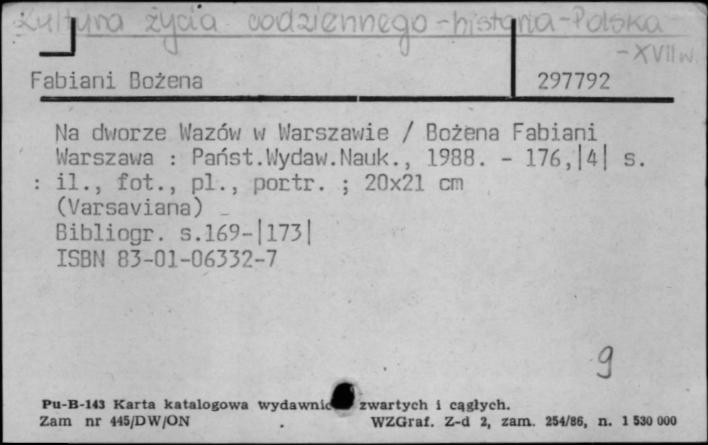 Kultura życia codziennego - historia - Polska
- XVII w.
Fabiani Bożena 297792
Na dworze Wazów w Warszawie / Bożena Fabiani
Warszawa : Państ.Wydaw.Nauk., 1988. - 176,|4| s.
: il., fot., pl., portr. ; 20x21 cm
(Varsaviana)
Bibliogr. s.169-|173|
ISBN 83-01-06332-7
9
Pu-B-143 Karta katalogowa wydawnic zwartych i cągłych.
Zam nr 445/DW/ON WZGraf. Z-d 2, zam. 254/86, n. 1 530 000